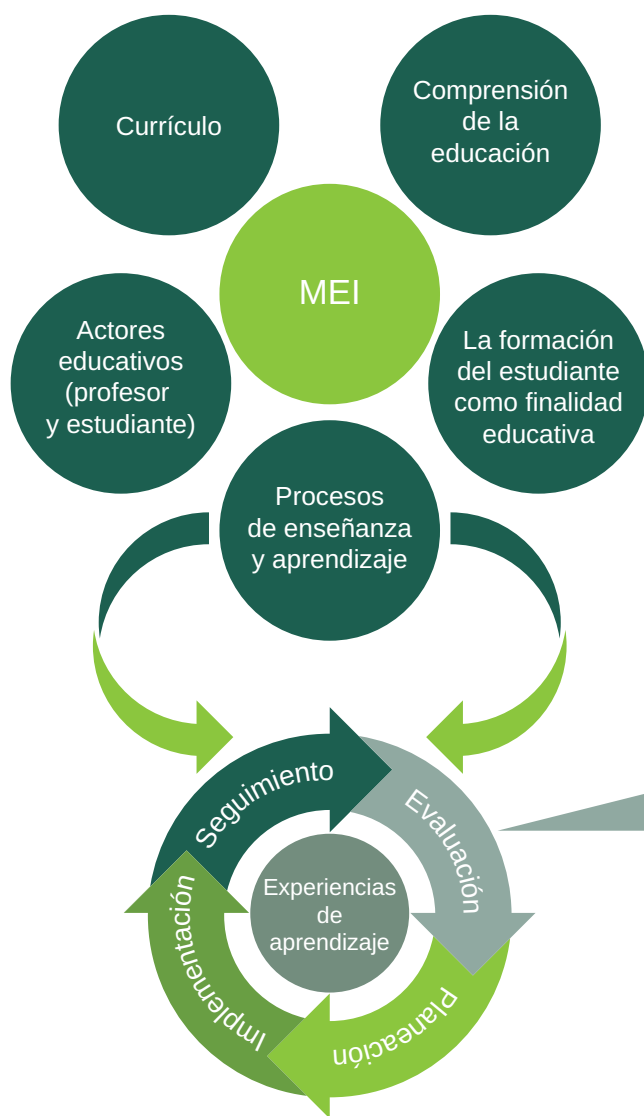 Currículo
Comprensión
de la
educación
MEI
Actores
educativos
(profesor
y estudiante)
La formación
del estudiante
como finalidad
educativa
Procesos
de enseñanza
y aprendizaje
Seguimiento
Evaluación
Experiencias
de
aprendizaje
Implementación
Planeación